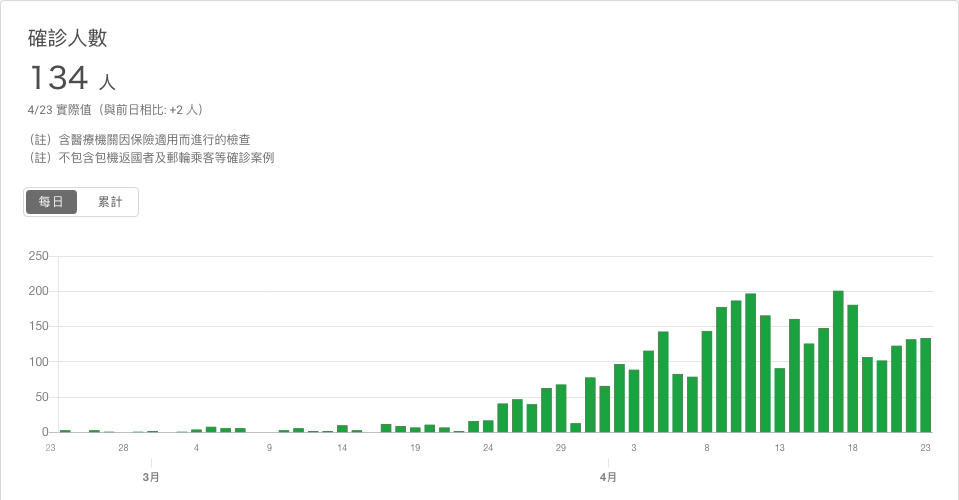 確診人數
134 人
4/23 實際值（與前日相比: +2 人）
（註）含醫療機關因保險適用而進行的檢查
（註）不包含包機返國者及郵輪乘客等確診案例
每日 累計
250
200
150
100
50
0
23 28 4 9 14 19 24 29 3 8 13 18 23
3月 4月